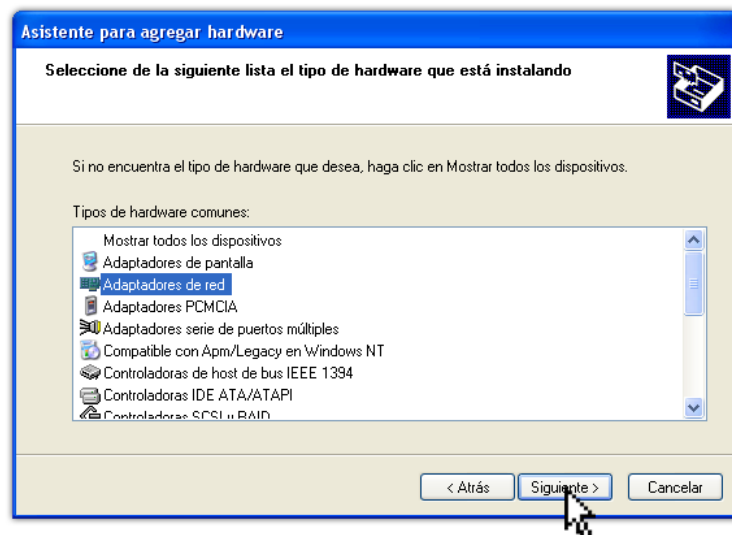 Asistente para agregar hardware
Seleccione de la siguiente lista el tipo de hardware que está instalando
Si no encuentra el tipo de hardware que desea, haga clic en Mostrar todos los dispositivos.
Tipos de hardware comunes:
Mostrar todos los dispositivos
Adaptadores de pantalla
Adaptadores de red
Adaptadores PCMCIA
Adaptadores serie de puertos múltiples
Compatible con Apm/Legacy en Windows NT
Controladoras de host de bus IEEE 1394
Controladoras IDE ATA/ATAPI
Controladoras SCSI u RAID
< Atrás
Siguiente >
Cancelar